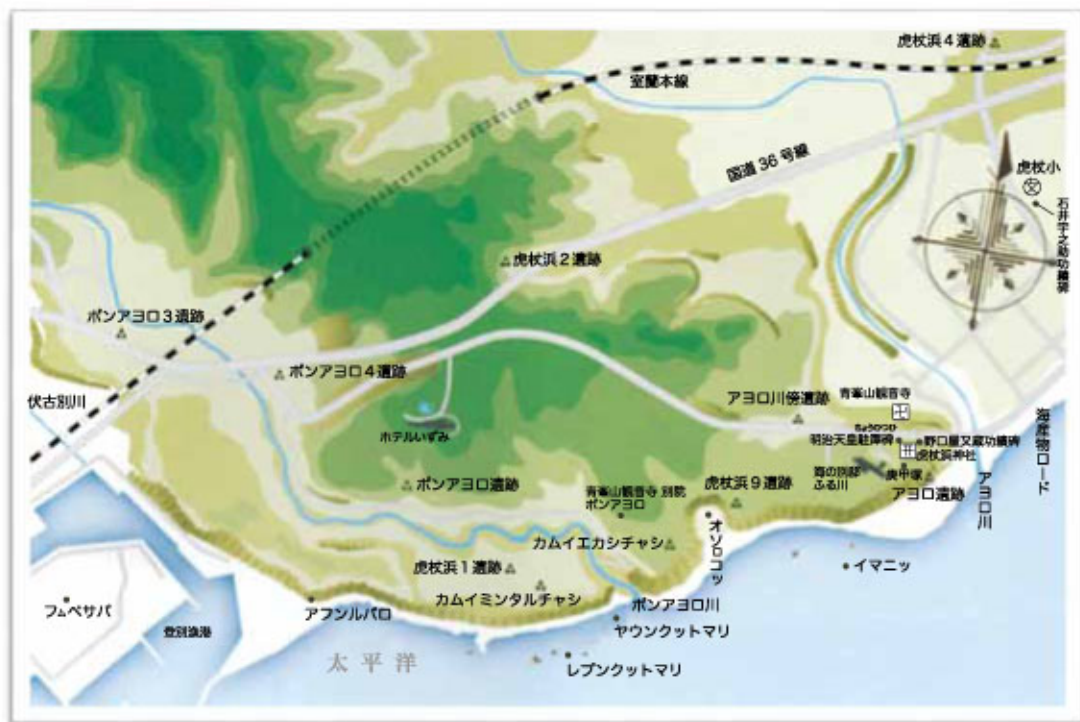 虎杖浜4遺跡
室蘭本線
国道36号線
虎杖小
石井宇之助功績碑
虎杖浜2遺跡
ポンアヨロ3遺跡
ポンアヨロ4遺跡
伏古別川
ホテルいずみ
アヨロ川傍遺跡
青峯山観音寺
明治天皇駐蹕碑
野口屋又蔵功績碑
虎杖浜神社
海の別邸
ふる川
庚申塚
アヨロ遺跡
アヨロ川
海産物ロード
ポンアヨロ遺跡
青峯山観音寺 別院
ポンアヨロ
虎杖浜9遺跡
カムイエカシチャシ
オソロコッ
虎杖浜1遺跡
カムイミンタルチャシ
イマニッ
フムペサパ
登別漁港
アフンルパロ
ポンアヨロ川
ヤウンクットマリ
レプンクットマリ
太平洋